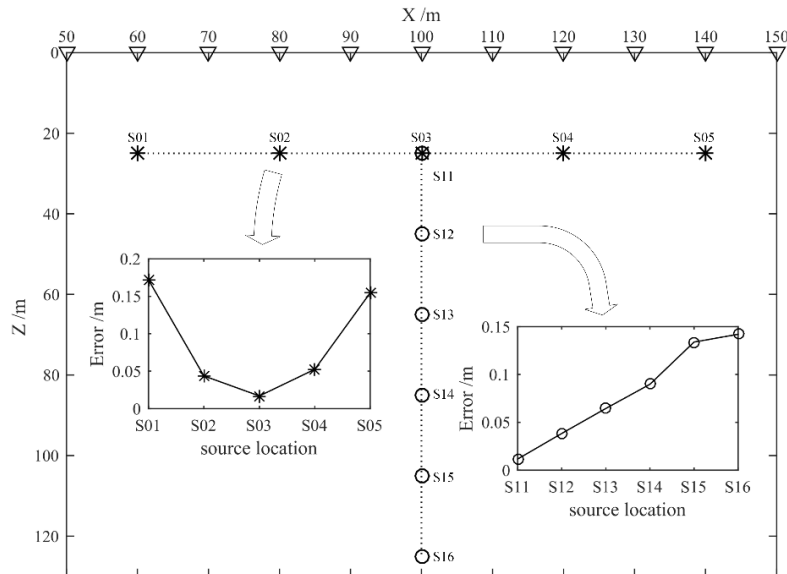 X /m
50 60 70 80 90 100 110 120 130 140 150
0
20
S01 S02 S03 S04 S05
S11
40
S12
0.2
60
0.15
Z /m
S13
Error /m
0.15
80
0.05
S14
0.1
0
Error /m
S01 S02 S03 S04 S05
source location
0.05
100
S15
0
S11 S12 S13 S14 S15 S16
source location
120
S16